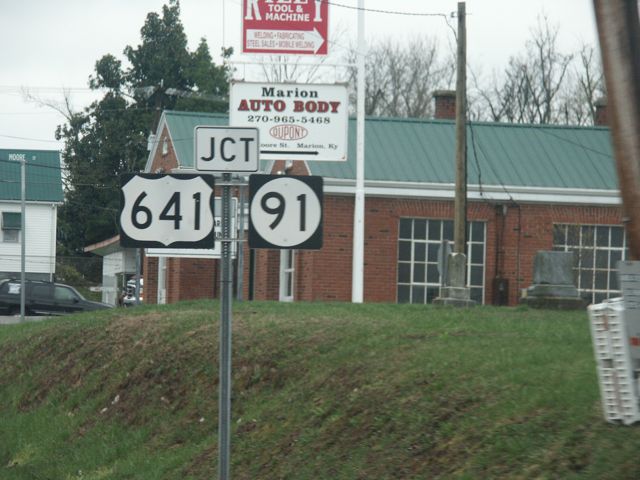 TOOL &
& MACHINE
WELDING • FABRICATING
STEEL SALES • MOBILE WELDING
Marion
AUTO BODY
270-965-5468
DUPONT
Moore St. Marion, Ky
MOORE
JCT
641
91